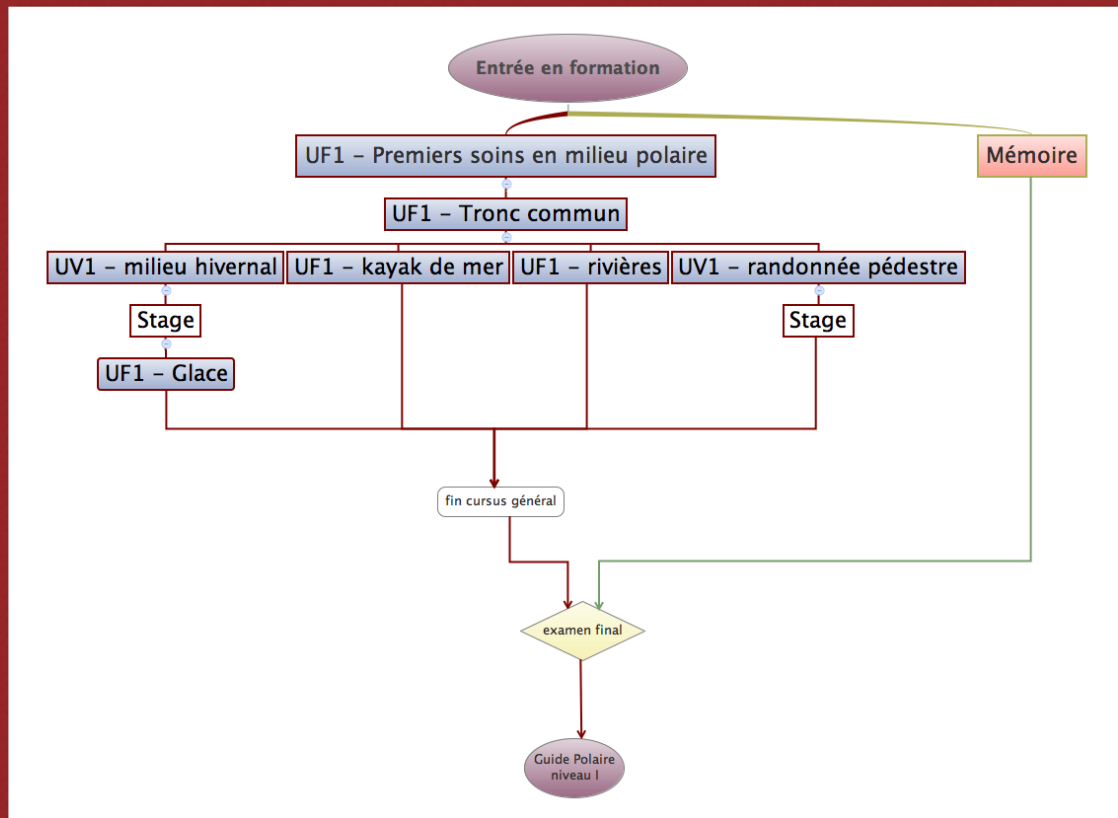 Entrée en formation
UF1 – Premiers soins en milieu polaire
Mémoire
UF1 – Tronc commun
UV1 – milieu hivernal
UF1 – kayak de mer
UF1 – rivières
UV1 – randonnée pédestre
Stage
Stage
UF1 – Glace
fin cursus général
examen final
Guide Polaire
niveau I